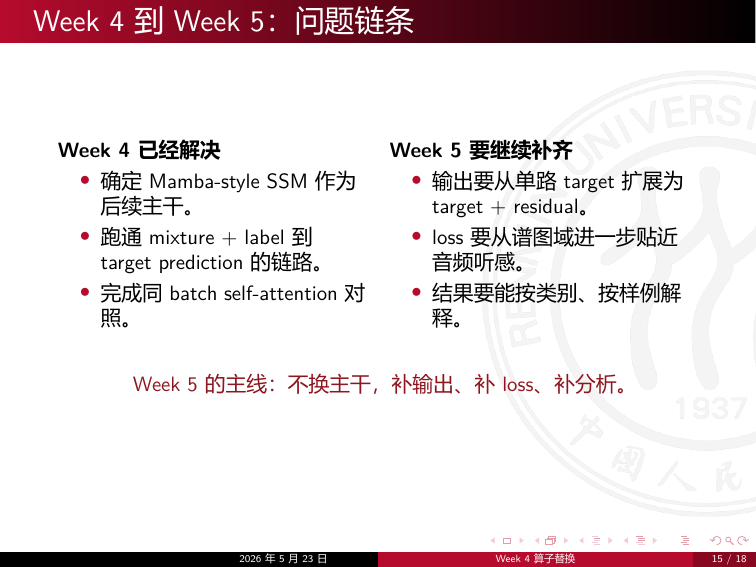 Week 4 到 Week 5：问题链条
Week 4 已经解决
确定 Mamba-style SSM 作为
后续主干。
跑通 mixture + label 到
target prediction 的链路。
完成同 batch self-attention 对
照。
Week 5 要继续补齐
输出要从单路 target 扩展为
target + residual。
loss 要从谱图域进一步贴近
音频听感。
结果要能按类别、按样例解
释。
Week 5 的主线：不换主干，补输出、补 loss、补分析。
1937
中国人民
2026 年 5 月 23 日
Week 4 算子替换
15 / 18